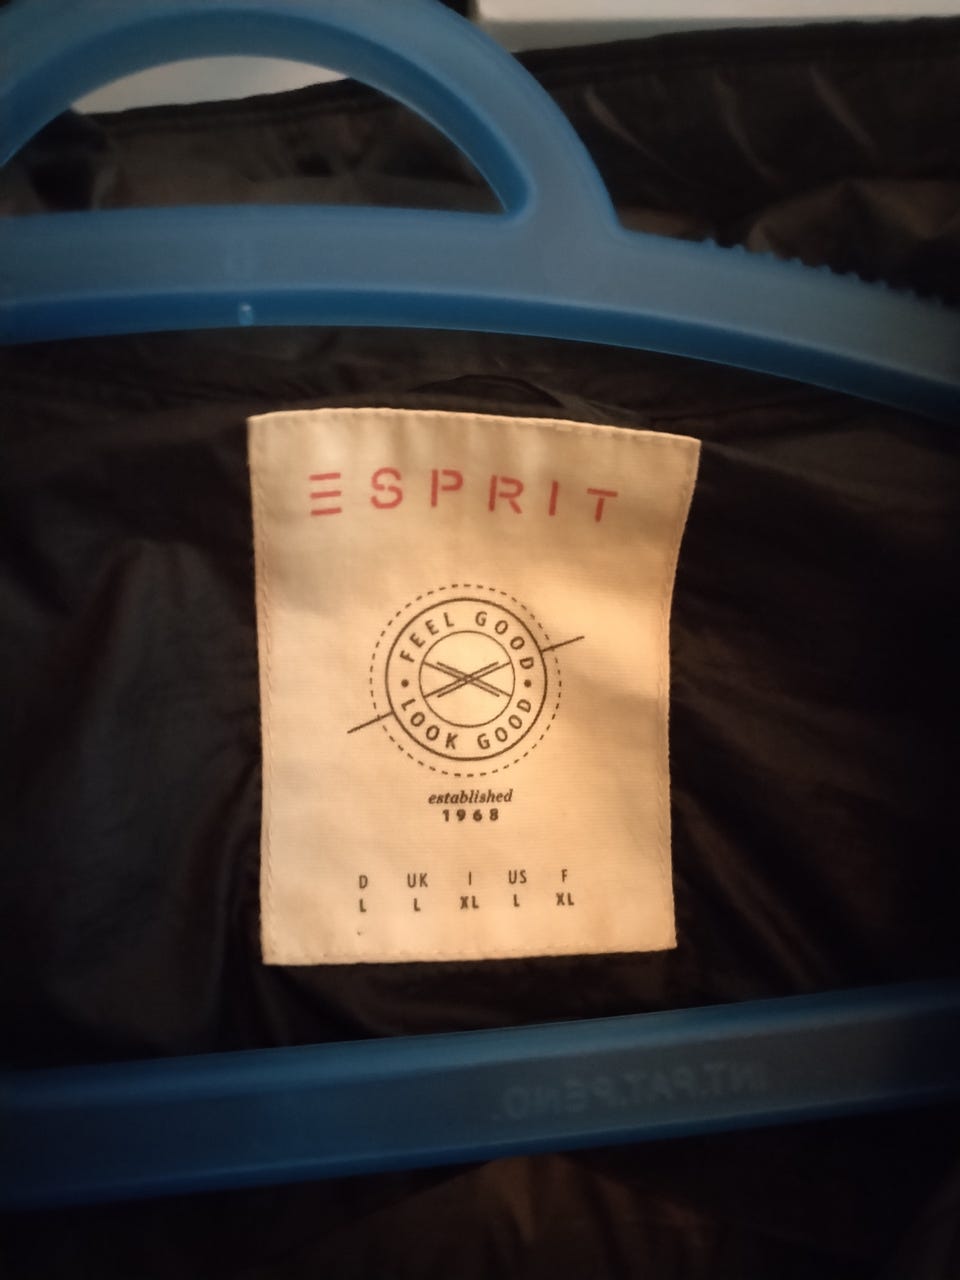 ESPRIT
FEEL GOOD
LOOK GOOD
established
1968
D UK I US F
L L XL L XL
INT.PAT.PEND.